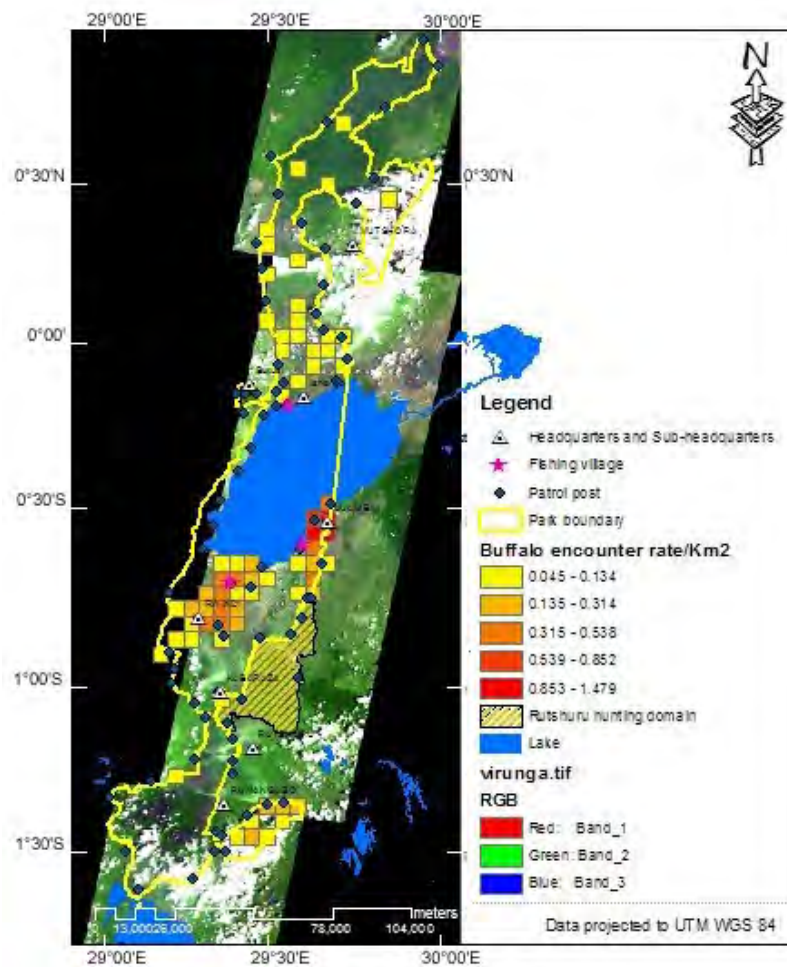 29°00'E 29°30'E 30°00'E
N
0°30'N 0°30'N
0°00'
0°30'S
1°00'S
1°30'S
Legend
Headquarters and Sub-headquarters
Fishing village
Patrol post
Park boundary
Buffalo encounter rate/Km2
0.045 - 0.134
0.135 - 0.314
0.315 - 0.538
0.539 - 0.852
0.853 - 1.479
Rutshuru hunting domain
Lake
virunga.tif
RGB
Red: Band_1
Green: Band_2
Blue: Band_3
meters
0 13,000 26,000 78,000 104,000
Data projected to UTM WGS 84
29°00'E 29°30'E 30°00'E